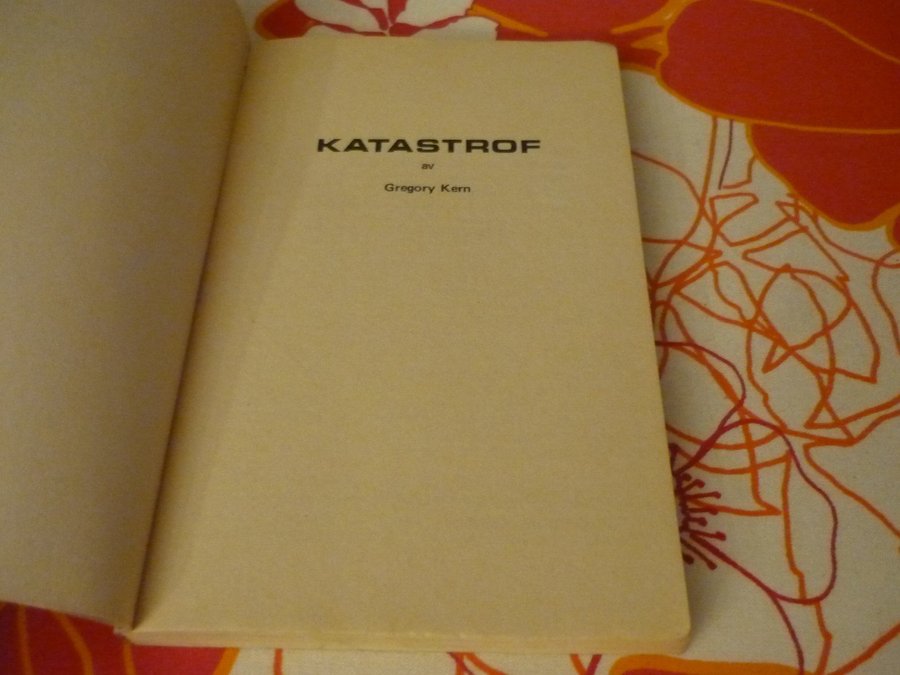 KATASTROF
av
Gregory Kern